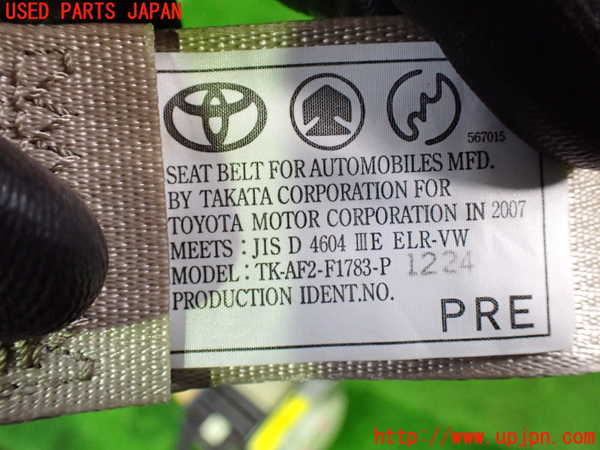 USED PARTS JAPAN
567015
SEAT BELT FOR AUTOMOBILES MFD.
BY TAKATA CORPORATION FOR
TOYOTA MOTOR CORPORATION IN 2007
MEETS : JIS D 4604 ⅢE ELR-VW
MODEL : TK-AF2-F1783-P 1224
PRODUCTION IDENT.NO.
PRE
http://www.upjpn.com/